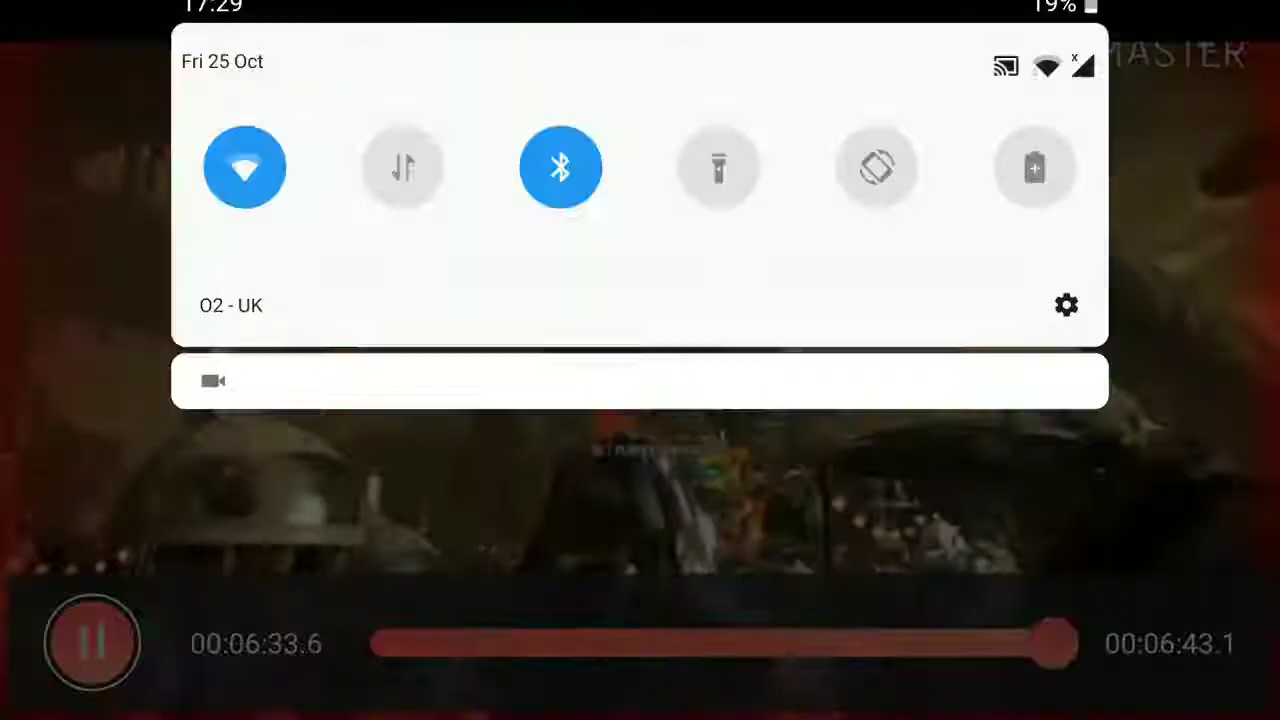 17:29
19%
Fri 25 Oct
x
MASTER
O2 - UK
00:06:33.6
00:06:43.1